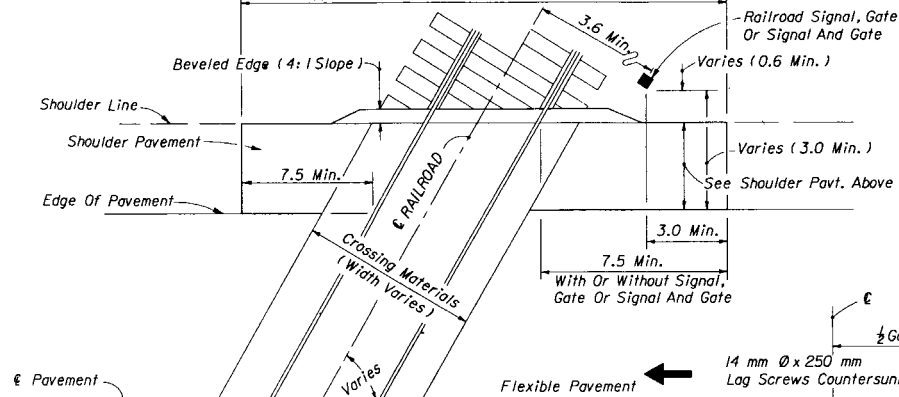 3.6 Min.
Railroad Signal, Gate
Or Signal And Gate
Beveled Edge (4:1 Slope)
Varies (0.6 Min.)
Shoulder Line
Shoulder Pavement
Varies (3.0 Min.)
7.5 Min.
℄ RAILROAD
See Shoulder Pavt. Above
Edge Of Pavement
3.0 Min.
Crossing Materials
(Width Varies)
7.5 Min.
With Or Without Signal,
Gate Or Signal And Gate
℄
½
℄ Pavement
Varies
Flexible Pavement
14 mm Ø x 250 mm
Lag Screws